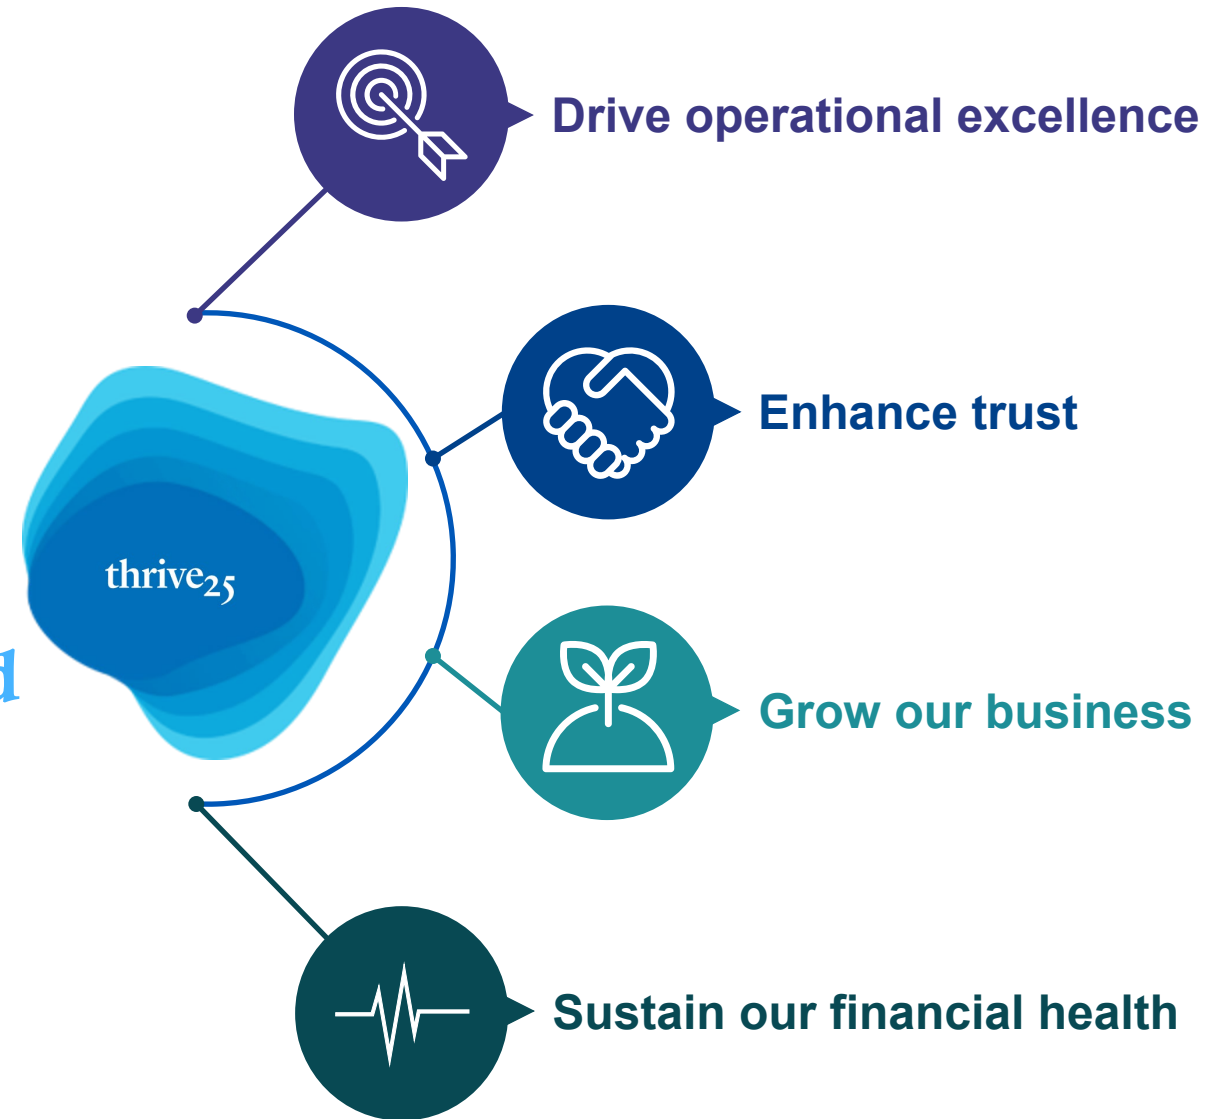 Drive operational excellence
Enhance trust
thrive25
Grow our business
Sustain our financial health